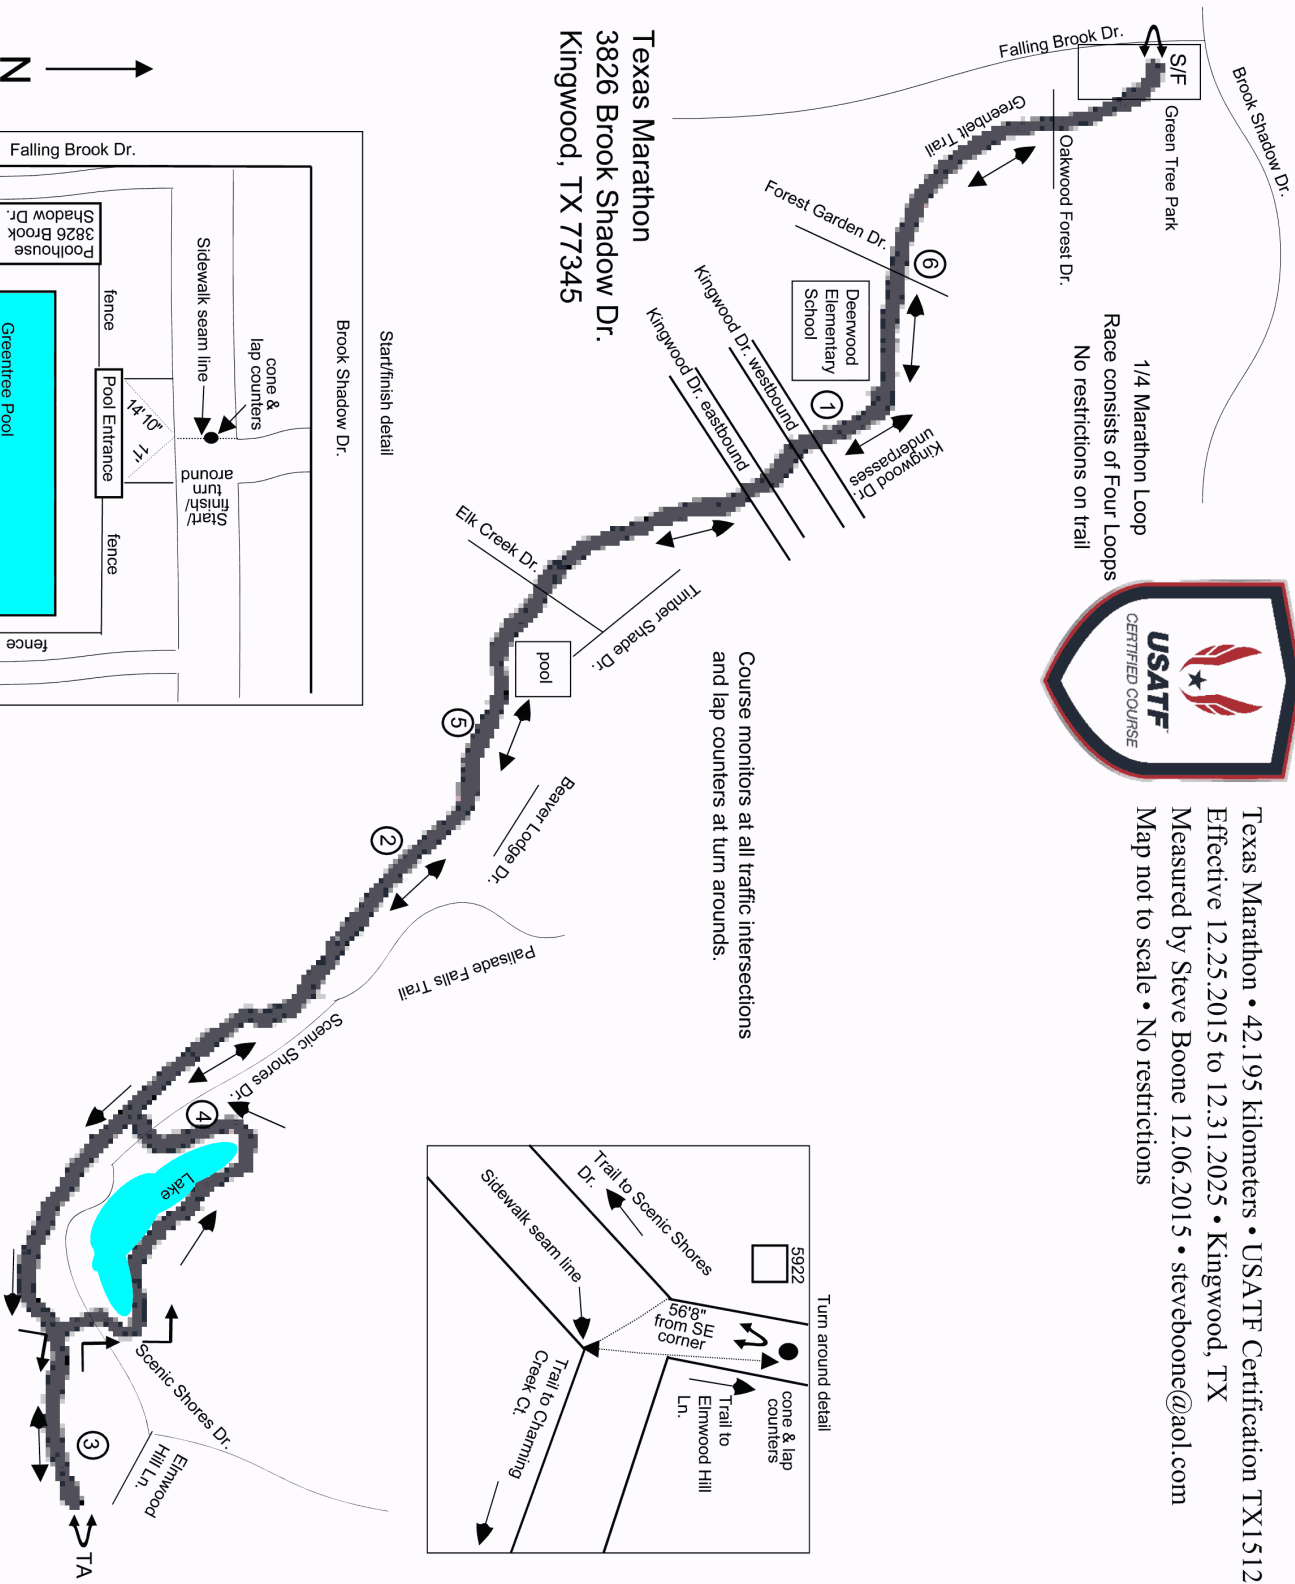 Texas Marathon • 42.195 kilometers • USATF Certification TX1512
Effective 12.25.2015 to 12.31.2025 • Kingwood, TX
Measured by Steve Boone 12.06.2015 • steveboone@aol.com
Map not to scale • No restrictions
USATF
CERTIFIED COURSE
1/4 Marathon Loop
Race consists of Four Loops
No restrictions on trail
Brook Shadow Dr.
Falling Brook Dr.
S/F
Green Tree Park
Greenbelt Trail
Oakwood Forest Dr.
Forest Garden Dr.
6
Deerwood
Elementary
School
1
Kingwood Dr. westbound
Kingwood Dr. eastbound
Kingwood Dr.
underpasses
Texas Marathon
3826 Brook Shadow Dr.
Kingwood, TX 77345
Elk Creek Dr.
Timber Shade Dr.
pool
5
Beaver Lodge Dr.
2
Course monitors at all traffic intersections
and lap counters at turn arounds.
Palisade Falls Trail
Scenic Shores Dr.
4
Lake
Scenic Shores Dr.
3
Elmwood
Hill Ln.
TA
Turn around detail
5922
cone & lap
counters
56'8"
from SE
corner
Trail to Scenic Shores
Dr.
Sidewalk seam line
Trail to
Elmwood Hill
Ln.
Trail to Charming
Creek Ct.
Start/finish detail
Brook Shadow Dr.
Falling Brook Dr.
cone &
lap counters
Sidewalk seam line
Start/
finish/
turn
around
14'10"
11'
fence
Pool Entrance
fence
fence
Poolhouse
3826 Brook
Shadow Dr.
Greentree Pool
N